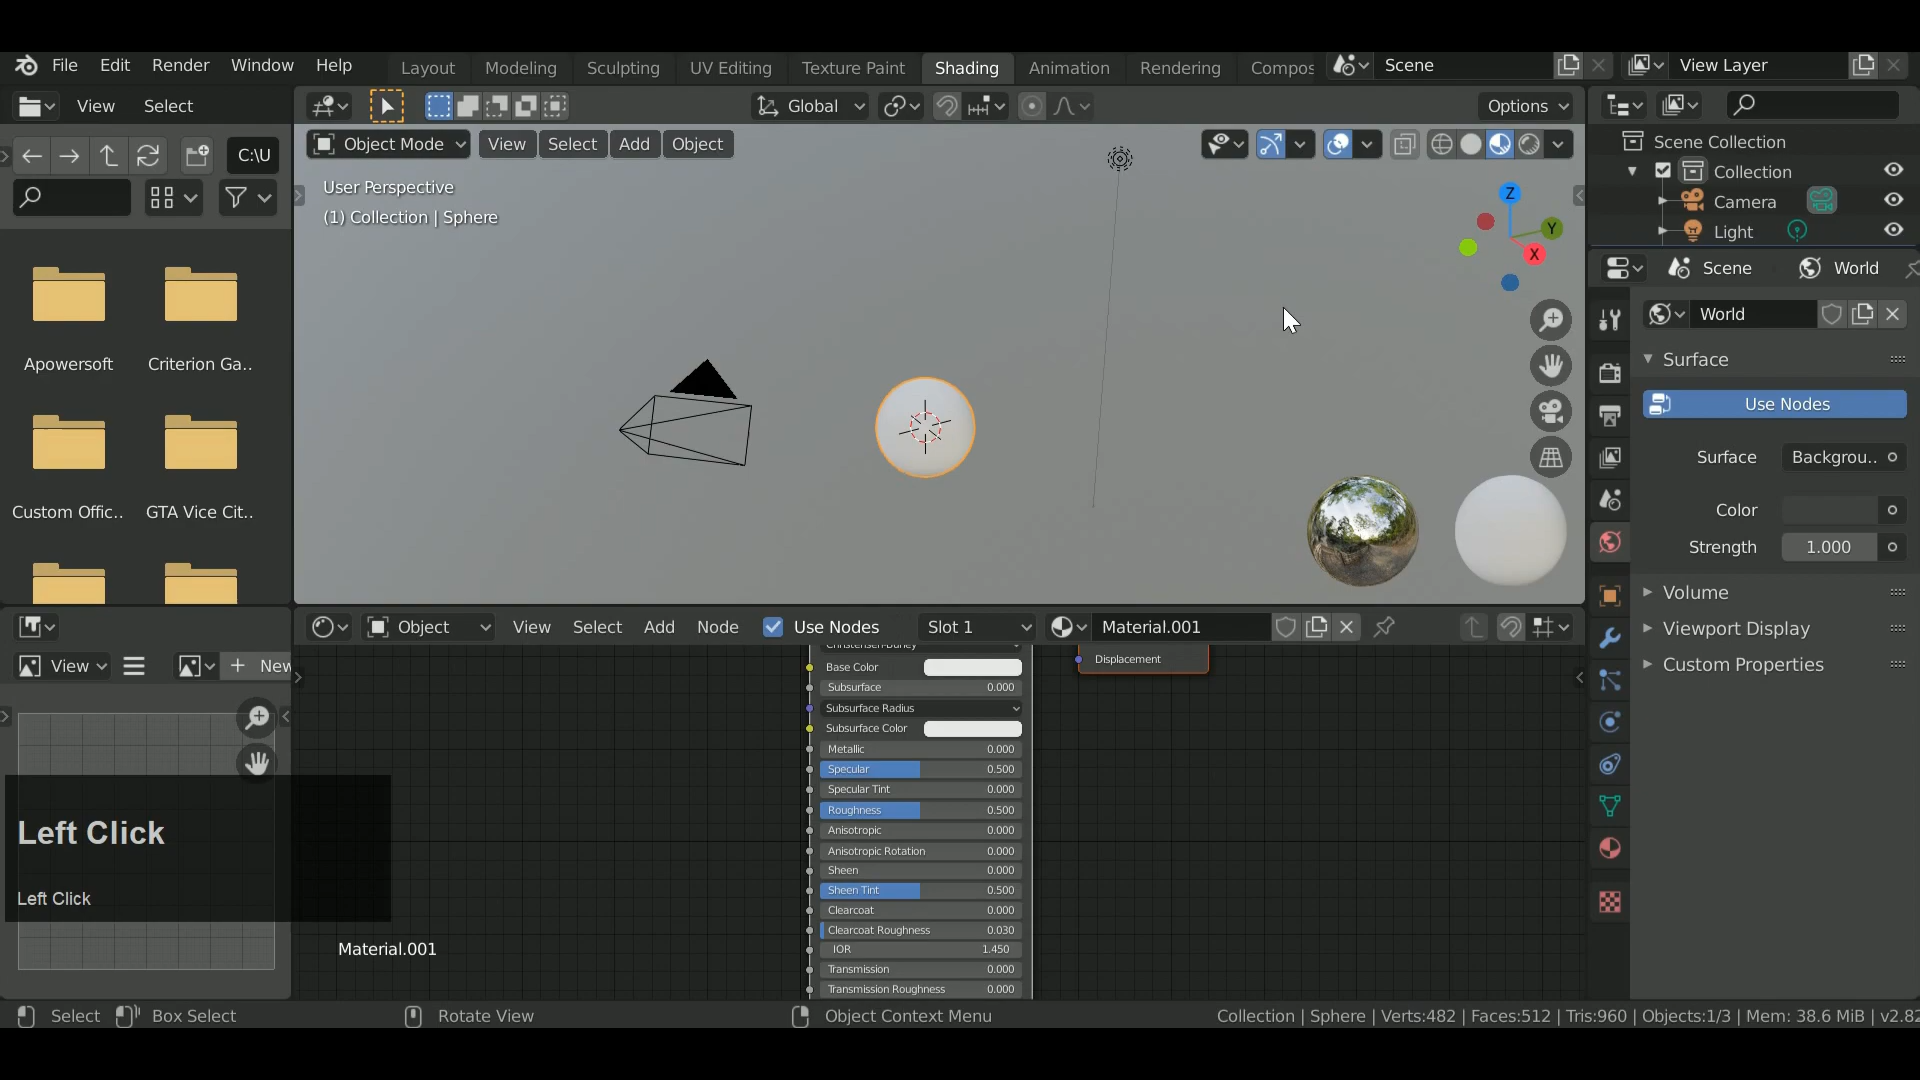 File Edit Render Window Help
Layout Modeling Sculpting UV Editing Texture Paint Shading Animation Rendering Compos
Scene
View Layer
View Select
Global
Options
C:\U
Object Mode View Select Add Object
User Perspective
(1) Collection | Sphere
Z
Y
X
Apowersoft
Criterion Ga..
Custom Offic..
GTA Vice Cit..
Scene Collection
Collection
Camera
Light
Scene
World
World
Surface
Use Nodes
Surface Backgrou..
Color
Strength 1.000
Volume
Viewport Display
Custom Properties
Object View Select Add Node Use Nodes Slot 1 Material.001
View
+ New
Christensen-Burley
Base Color
Subsurface 0.000
Subsurface Radius
Subsurface Color
Metallic 0.000
Specular 0.500
Specular Tint 0.000
Roughness 0.500
Anisotropic 0.000
Anisotropic Rotation 0.000
Sheen 0.000
Sheen Tint 0.500
Clearcoat 0.000
Clearcoat Roughness 0.030
IOR 1.450
Transmission 0.000
Transmission Roughness 0.000
Displacement
Left Click
Left Click
Material.001
Select Box Select Rotate View Object Context Menu
Collection | Sphere | Verts:482 | Faces:512 | Tris:960 | Objects:1/3 | Mem: 38.6 MiB | v2.82